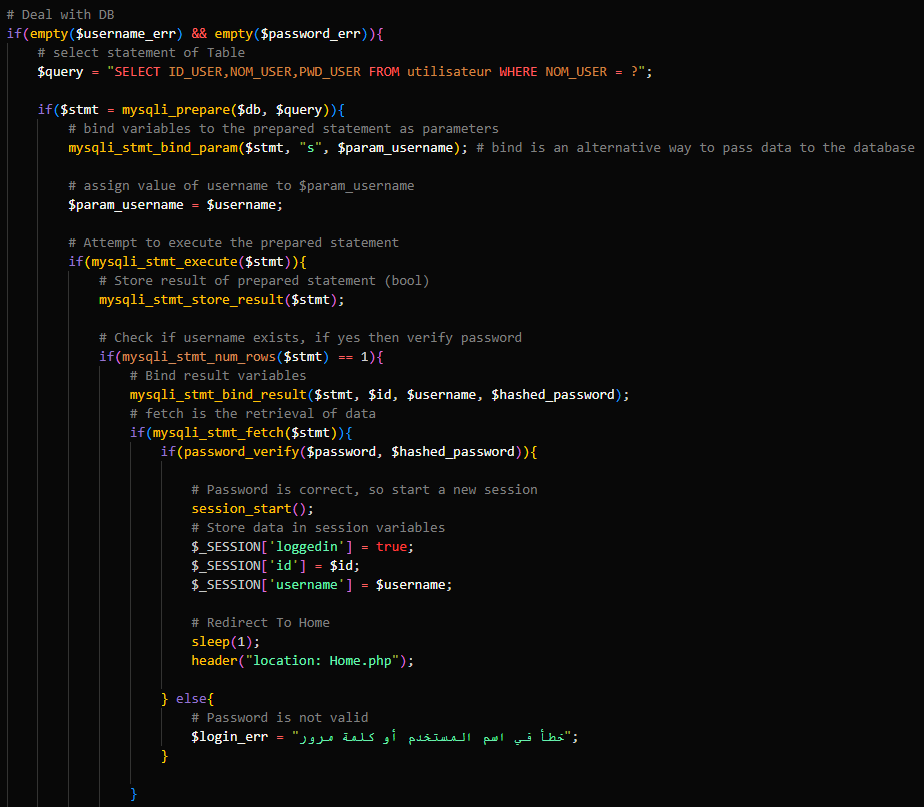 # Deal with DB
if(empty($username_err) && empty($password_err)){
# select statement of Table
$query = "SELECT ID_USER,NOM_USER,PWD_USER FROM utilisateur WHERE NOM_USER = ?";
if($stmt = mysqli_prepare($db, $query)){
# bind variables to the prepared statement as parameters
mysqli_stmt_bind_param($stmt, "s", $param_username); # bind is an alternative way to pass data to the database
# assign value of username to $param_username
$param_username = $username;
# Attempt to execute the prepared statement
if(mysqli_stmt_execute($stmt)){
# Store result of prepared statement (bool)
mysqli_stmt_store_result($stmt);
# Check if username exists, if yes then verify password
if(mysqli_stmt_num_rows($stmt) == 1){
# Bind result variables
mysqli_stmt_bind_result($stmt, $id, $username, $hashed_password);
# fetch is the retrieval of data
if(mysqli_stmt_fetch($stmt)){
if(password_verify($password, $hashed_password)){
# Password is correct, so start a new session
session_start();
# Store data in session variables
$_SESSION['loggedin'] = true;
$_SESSION['id'] = $id;
$_SESSION['username'] = $username;
# Redirect To Home
sleep(1);
header("location: Home.php");
} else{
# Password is not valid
$login_err = "خطأ في اسم المستخدم أو كلمة مرور";
}
}